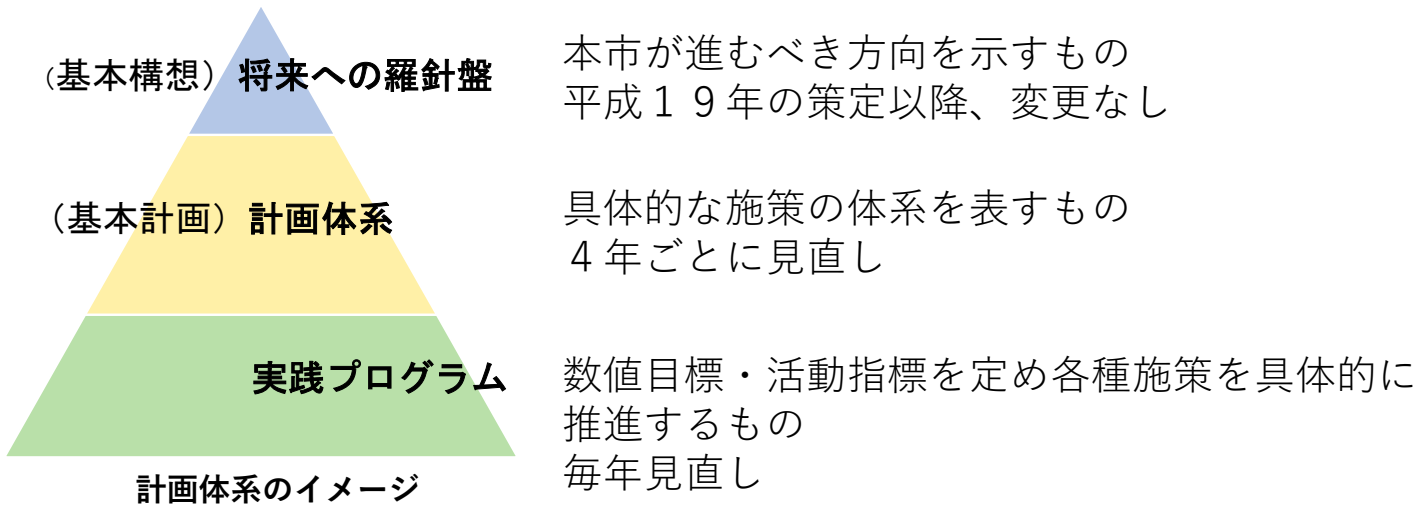 （基本構想）将来への羅針盤
本市が進むべき方向を示すもの
平成１９年の策定以降、変更なし
（基本計画）計画体系
具体的な施策の体系を表すもの
４年ごとに見直し
実践プログラム
数値目標・活動指標を定め各種施策を具体的に
推進するもの
毎年見直し
計画体系のイメージ